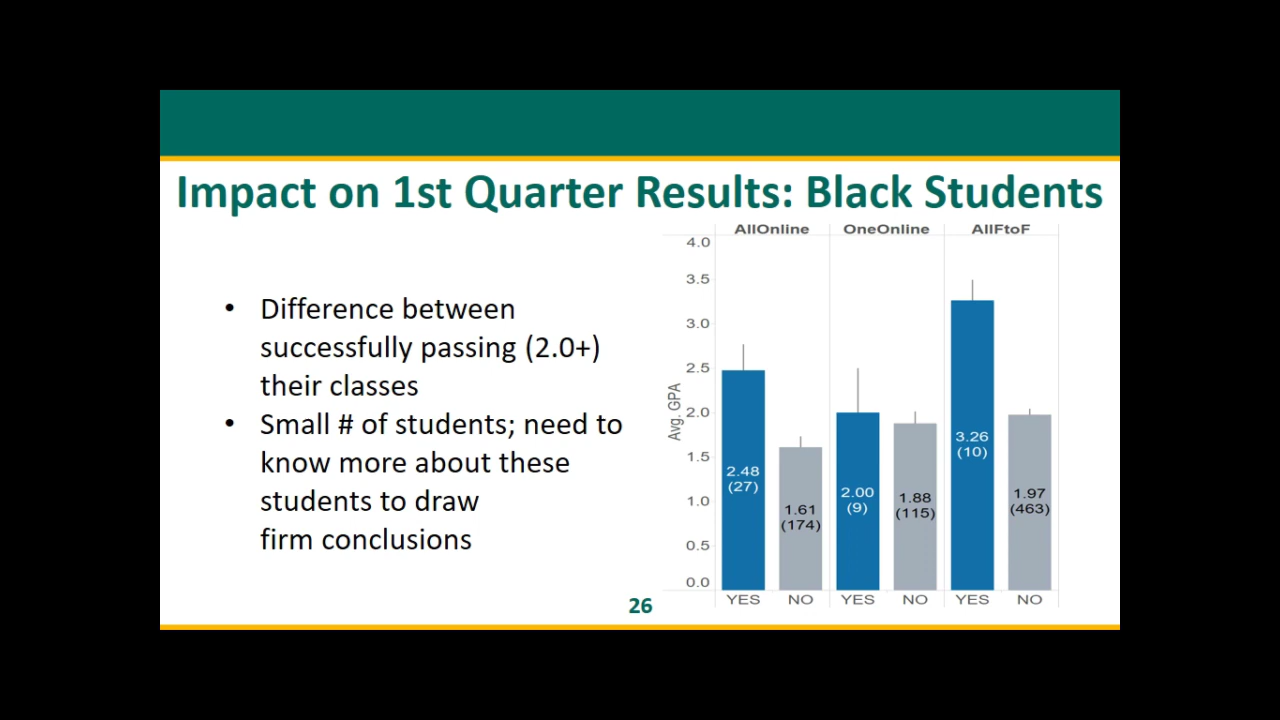 Impact on 1st Quarter Results: Black Students
• Difference between
successfully passing (2.0+)
their classes
• Small # of students; need to
know more about these
students to draw
firm conclusions
AllOnline OneOnline AllFtoF
Avg. GPA
4.0
3.5
3.0
2.5
2.0
1.5
1.0
0.5
0.0
2.48
(27)
1.61
(174)
2.00
(9)
1.88
(115)
3.26
(10)
1.97
(463)
YES NO YES NO YES NO
26